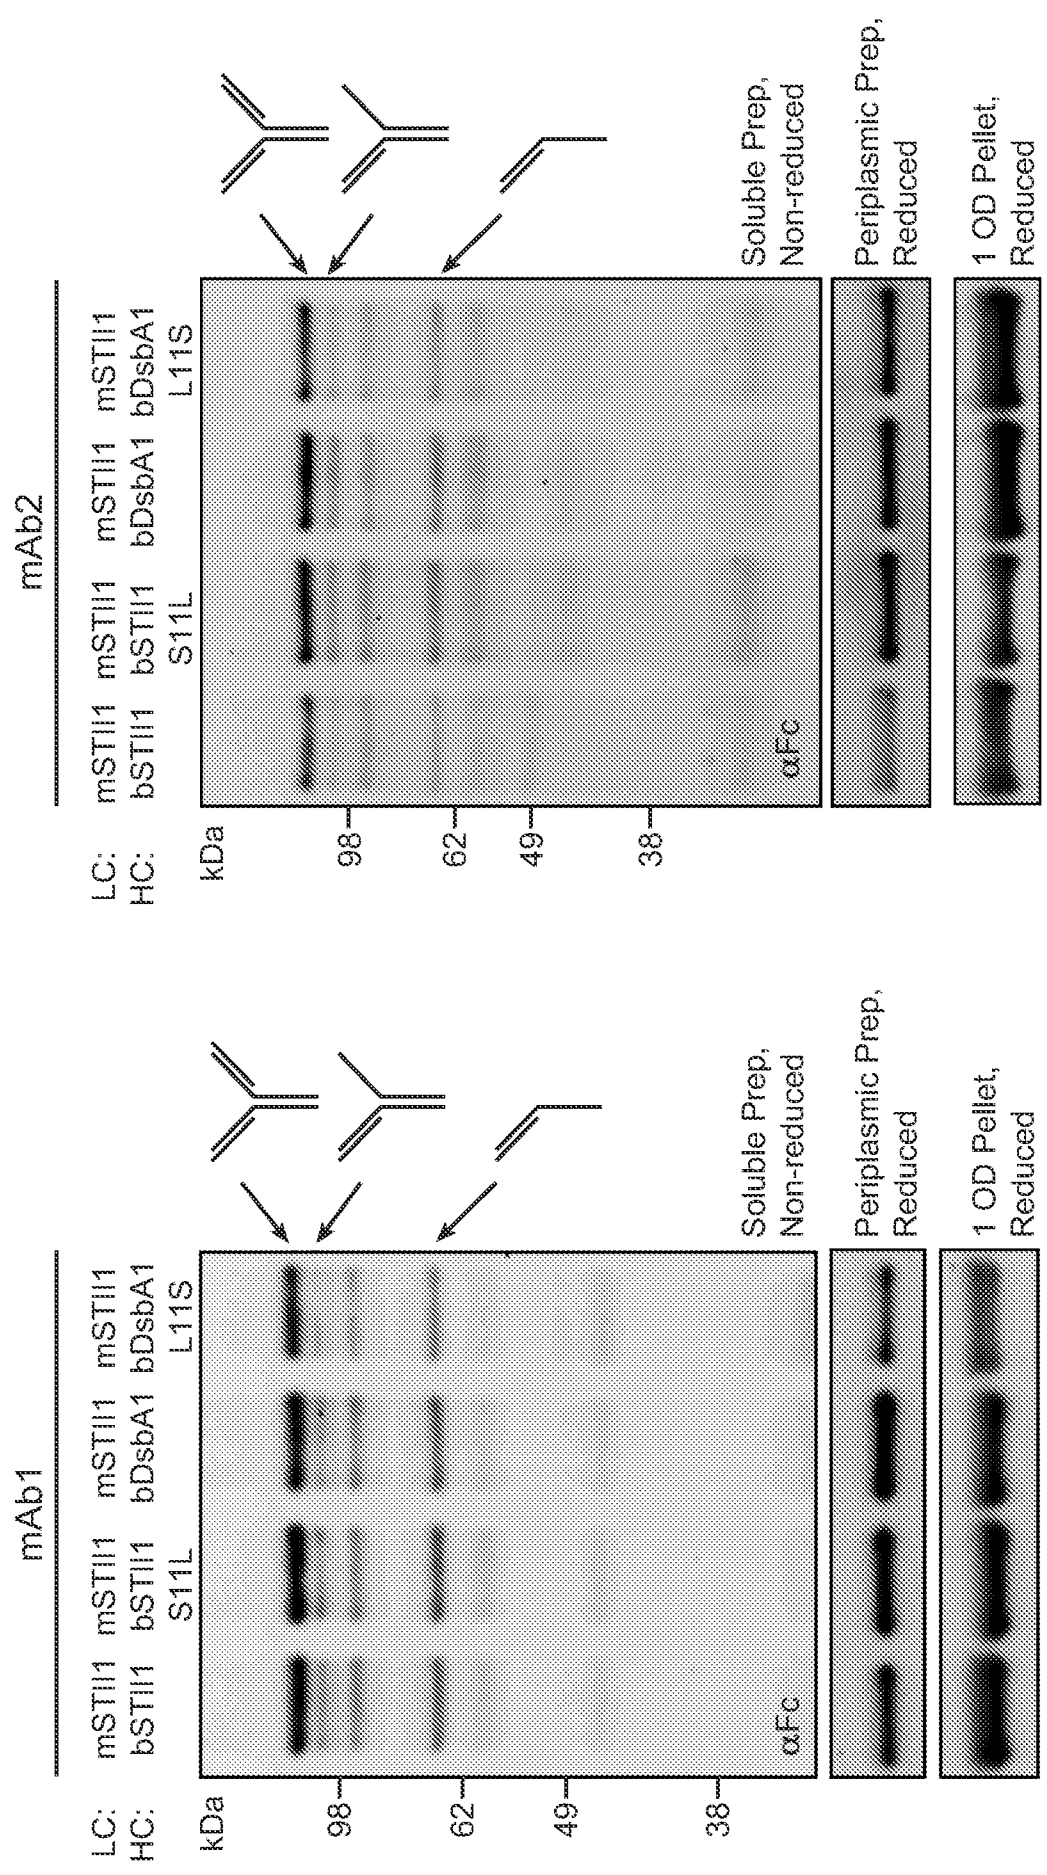 mAb1
LC: mSTII1 mSTII1 mSTII1 mSTII1
HC: bSTII1 bSTII1 bDsbA1 bDsbA1
S11L L11S
kDa
98
62
49
38
αFc
Soluble Prep,
Non-reduced
Periplasmic Prep,
Reduced
1 OD Pellet,
Reduced
mAb2
LC: mSTII1 mSTII1 mSTII1 mSTII1
HC: bSTII1 bSTII1 bDsbA1 bDsbA1
S11L L11S
kDa
98
62
49
38
αFc
Soluble Prep,
Non-reduced
Periplasmic Prep,
Reduced
1 OD Pellet,
Reduced